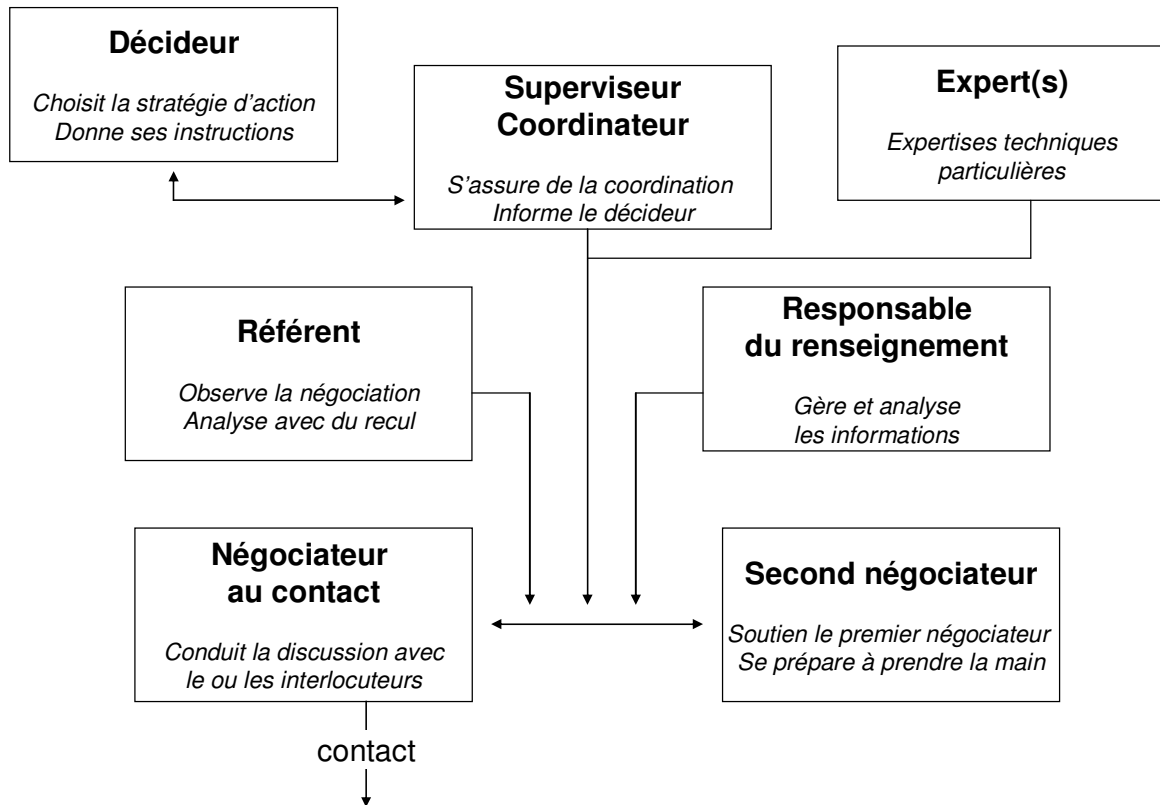 Décideur
Choisit la stratégie d’action
Donne ses instructions
Superviseur
Coordinateur
S’assure de la coordination
Informe le décideur
Expert(s)
Expertises techniques
particulières
Référent
Observe la négociation
Analyse avec du recul
Responsable
du renseignement
Gère et analyse
les informations
Négociateur
au contact
Conduit la discussion avec
le ou les interlocuteurs
Second négociateur
Soutien le premier négociateur
Se prépare à prendre la main
contact